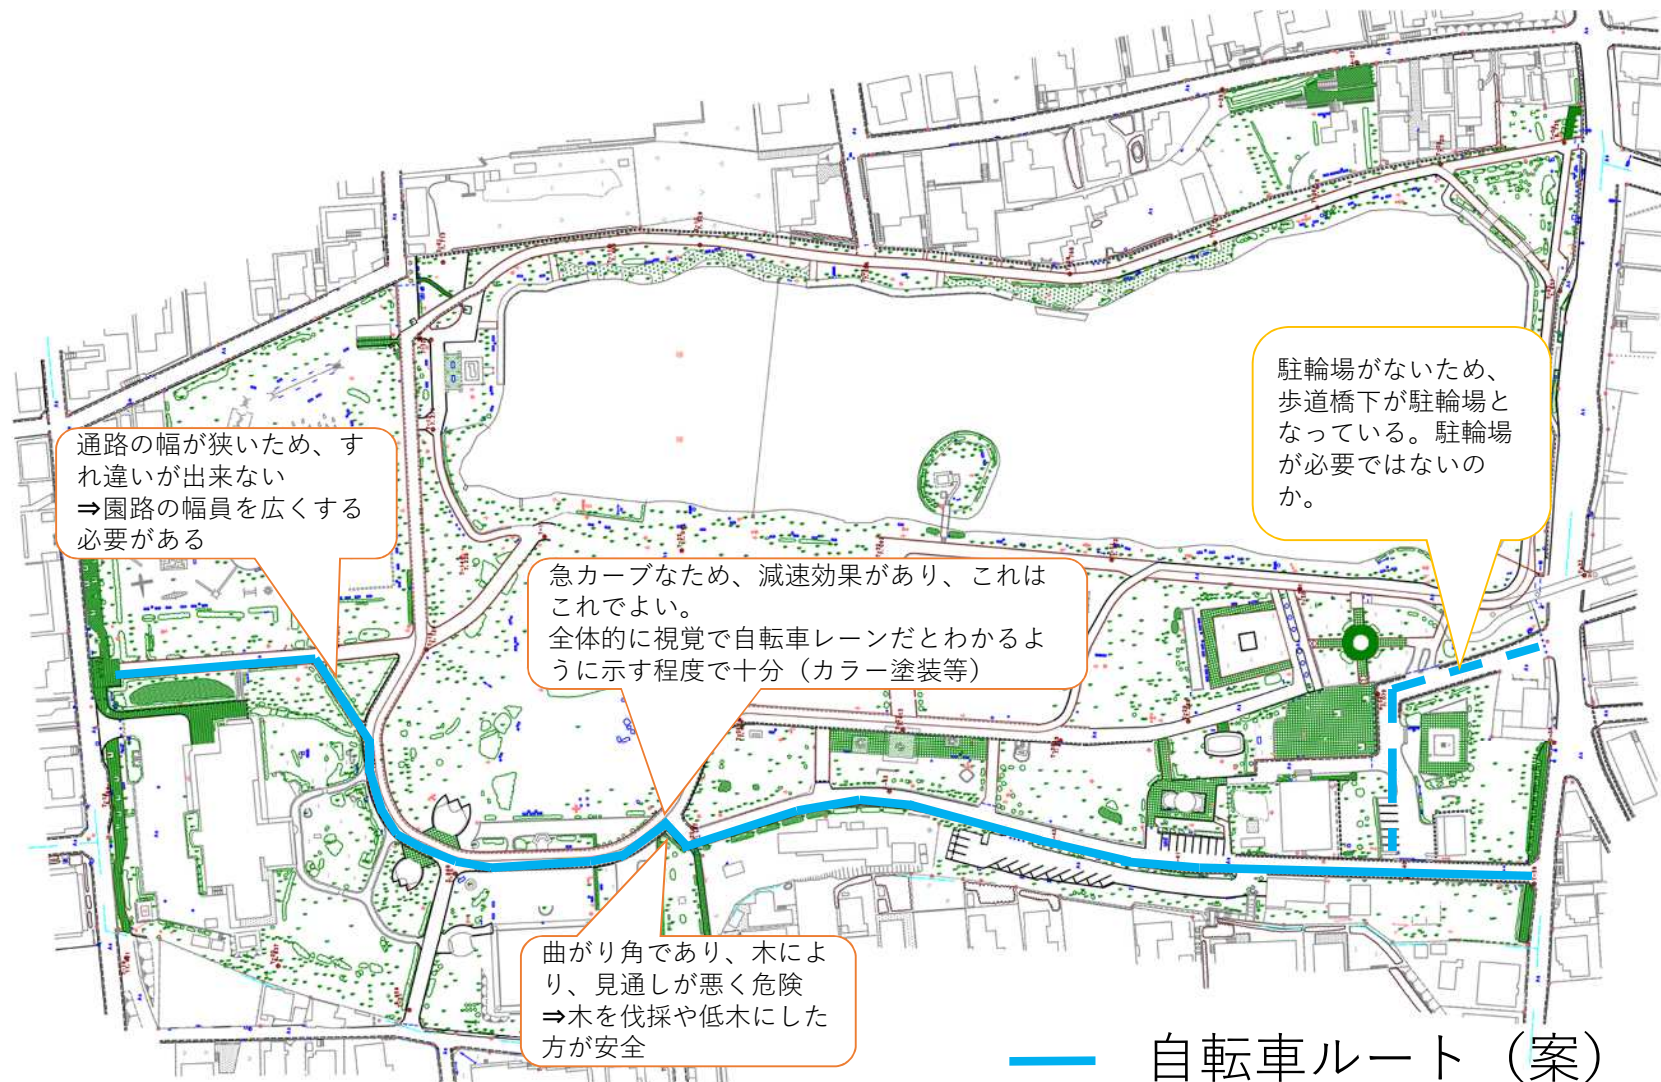 通路の幅が狭いため、す
れ違いが出来ない
⇒園路の幅員を広くする
必要がある
急カーブなため、減速効果があり、これは
これでよい。
全体的に視覚で自転車レーンだとわかるよ
うに示す程度で十分（カラー塗装等）
駐輪場がないため、
歩道橋下が駐輪場と
なっている。駐輪場
が必要ではないの
か。
曲がり角であり、木によ
り、見通しが悪く危険
⇒木を伐採や低木にした
方が安全
自転車ルート（案）